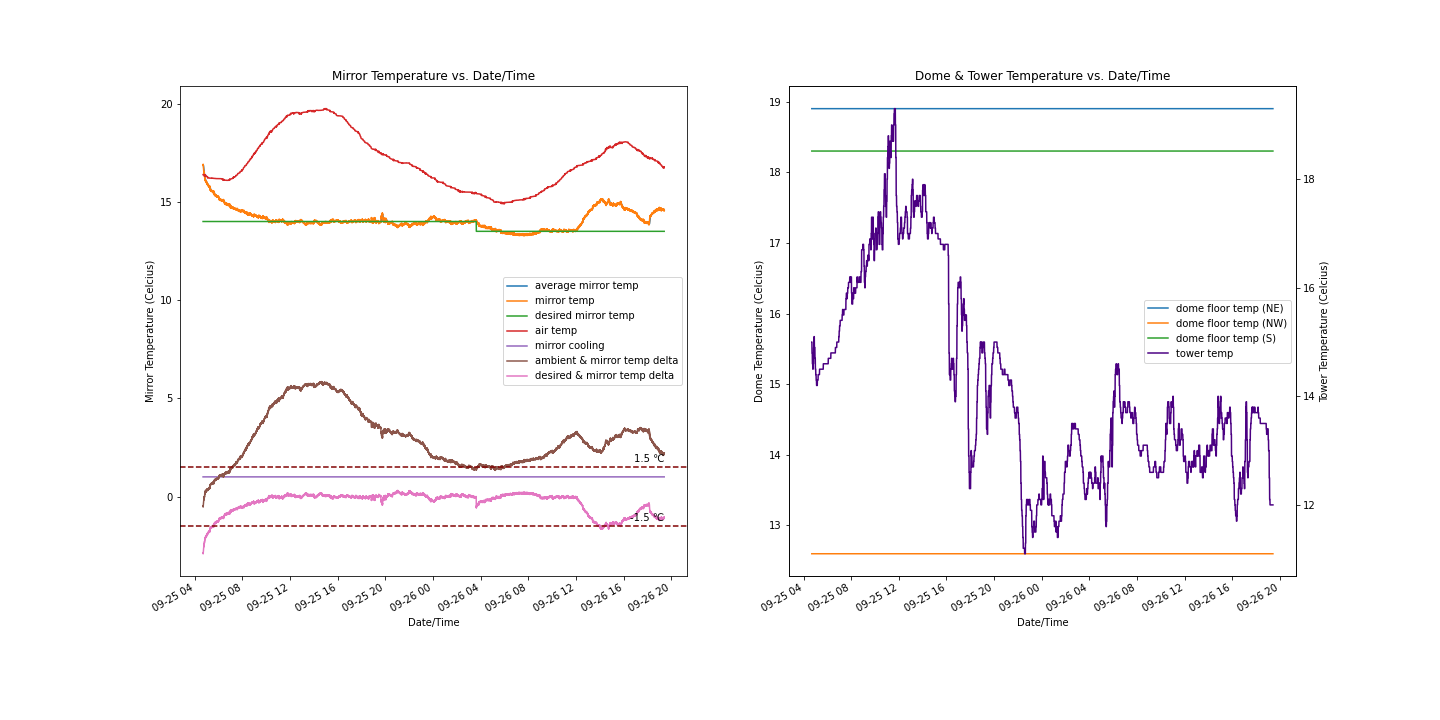 Mirror Temperature vs. Date/Time
Mirror Temperature (Celcius)
20
15
10
5
0
average mirror temp
mirror temp
desired mirror temp
air temp
mirror cooling
ambient & mirror temp delta
desired & mirror temp delta
1.5 °C
-1.5 °C
09-25 04
09-25 08
09-25 12
09-25 16
09-25 20
09-26 00
09-26 04
09-26 08
09-26 12
09-26 16
09-26 20
Date/Time
Dome & Tower Temperature vs. Date/Time
Dome Temperature (Celcius)
19
18
17
16
15
14
13
dome floor temp (NE)
dome floor temp (NW)
dome floor temp (S)
tower temp
18
16
14
12
Tower Temperature (Celcius)
09-25 04
09-25 08
09-25 12
09-25 16
09-25 20
09-26 00
09-26 04
09-26 08
09-26 12
09-26 16
09-26 20
Date/Time